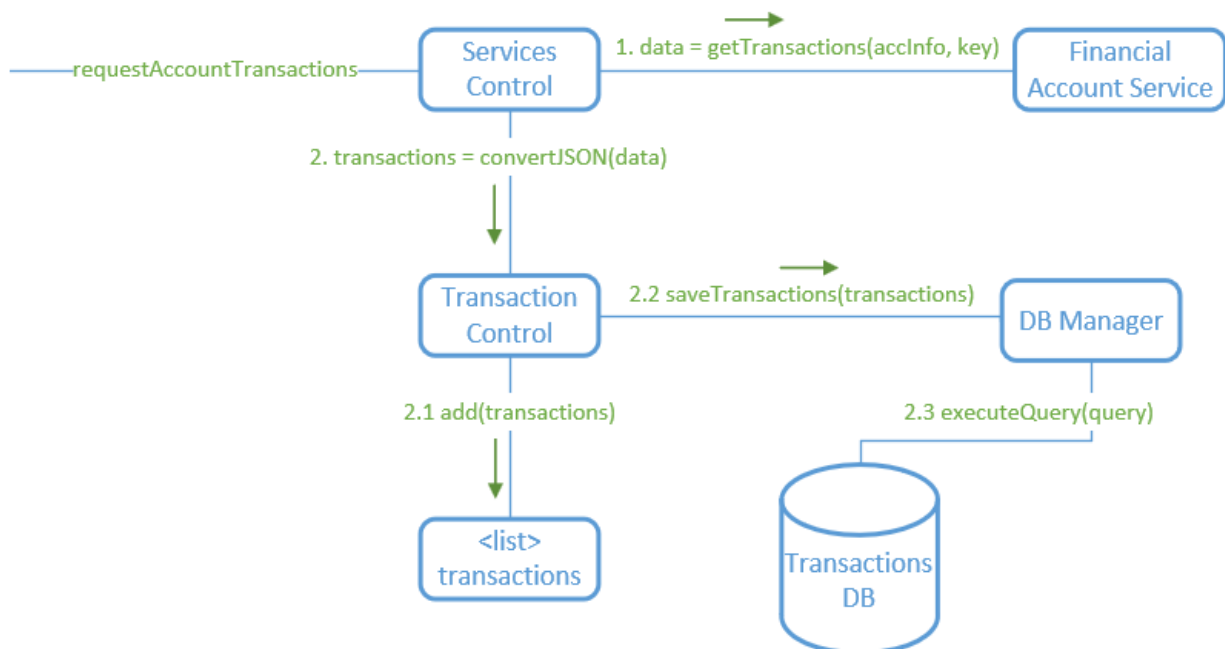 Services
Control
1. data = getTransactions(accInfo, key)
Financial
Account Service
requestAccountTransactions
2. transactions = convertJSON(data)
Transaction
Control
2.2 saveTransactions(transactions)
DB Manager
2.1 add(transactions)
2.3 executeQuery(query)
<list>
transactions
Transactions
DB